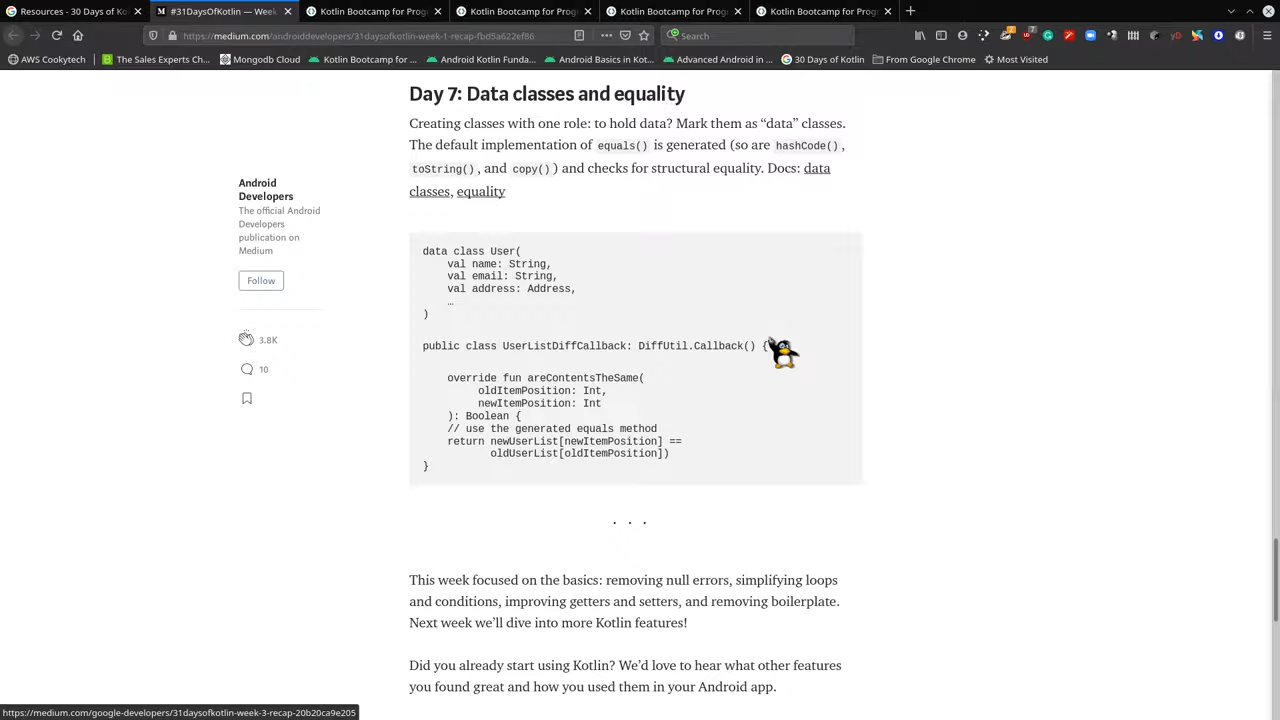 Resources - 30 Days of Ko
#31DaysOfKotlin — Week
Kotlin Bootcamp for Progr
Kotlin Bootcamp for Progr
Kotlin Bootcamp for Progr
Kotlin Bootcamp for Progr
https://medium.com/androiddevelopers/31daysofkotlin-week-1-recap-fbd5a622ef86
Search
AWS Cookytech
The Sales Experts Ch…
Mongodb Cloud
Kotlin Bootcamp for …
Android Kotlin Funda…
Android Basics in Kot…
Advanced Android in …
30 Days of Kotlin
From Google Chrome
Most Visited
Day 7: Data classes and equality
Creating classes with one role: to hold data? Mark them as “data” classes.
The default implementation of equals() is generated (so are hashCode(),
toString(), and copy()) and checks for structural equality. Docs: data
classes, equality
Android
Developers
The official Android
Developers
publication on
Medium
Follow
3.8K
10
data class User(
val name: String,
val email: String,
val address: Address,
…
)
public class UserListDiffCallback: DiffUtil.Callback() {
override fun areContentsTheSame(
oldItemPosition: Int,
newItemPosition: Int
): Boolean {
// use the generated equals method
return newUserList[newItemPosition] ==
oldUserList[oldItemPosition])
}
. . .
This week focused on the basics: removing null errors, simplifying loops
and conditions, improving getters and setters, and removing boilerplate.
Next week we’ll dive into more Kotlin features!
Did you already start using Kotlin? We’d love to hear what other features
you found great and how you used them in your Android app.
https://medium.com/google-developers/31daysofkotlin-week-3-recap-20b20ca9e205